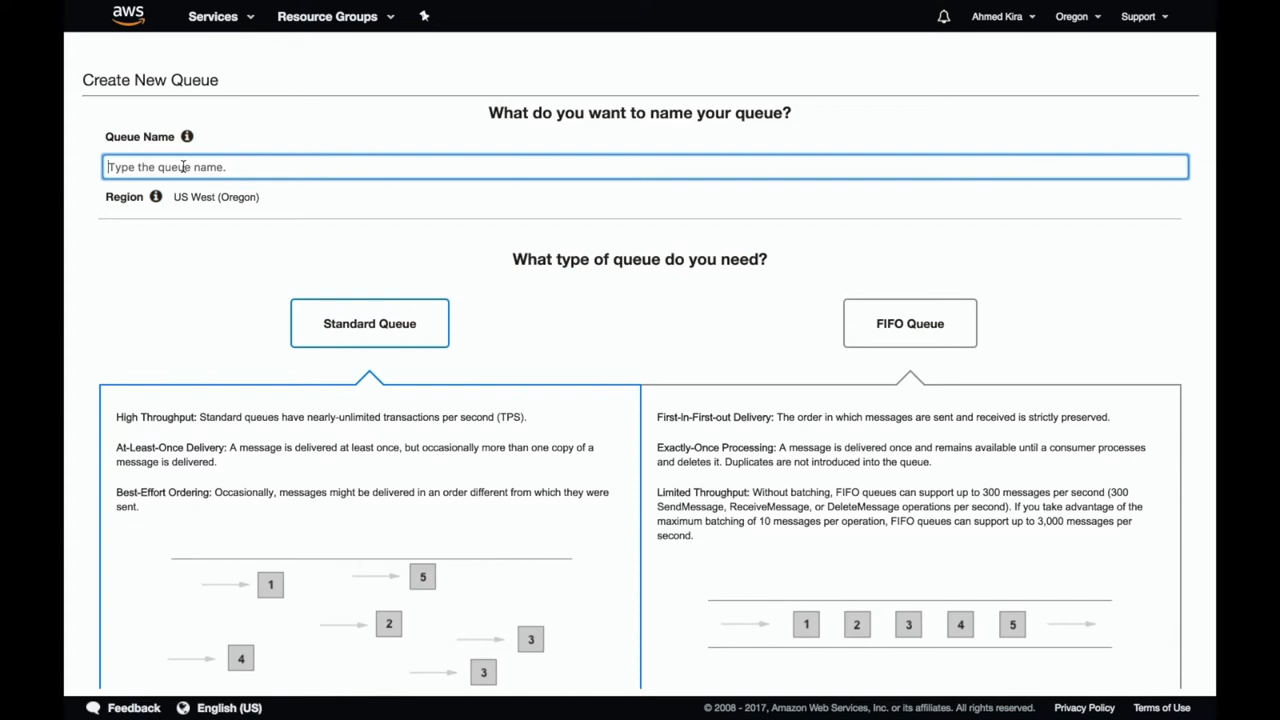 aws Services Resource Groups Ahmed Kira Oregon Support
Create New Queue
What do you want to name your queue?
Queue Name
Type the queue name.
Region US West (Oregon)
What type of queue do you need?
Standard Queue
FIFO Queue
High Throughput: Standard queues have nearly-unlimited transactions per second (TPS).
At-Least-Once Delivery: A message is delivered at least once, but occasionally more than one copy of a
message is delivered.
Best-Effort Ordering: Occasionally, messages might be delivered in an order different from which they were
sent.
1
5
2
3
4
3
First-In-First-out Delivery: The order in which messages are sent and received is strictly preserved.
Exactly-Once Processing: A message is delivered once and remains available until a consumer processes
and deletes it. Duplicates are not introduced into the queue.
Limited Throughput: Without batching, FIFO queues can support up to 300 messages per second (300
SendMessage, ReceiveMessage, or DeleteMessage operations per second). If you take advantage of the
maximum batching of 10 messages per operation, FIFO queues can support up to 3,000 messages per
second.
1 2 3 4 5
Feedback English (US) © 2008 - 2017, Amazon Web Services, Inc. or its affiliates. All rights reserved. Privacy Policy Terms of Use